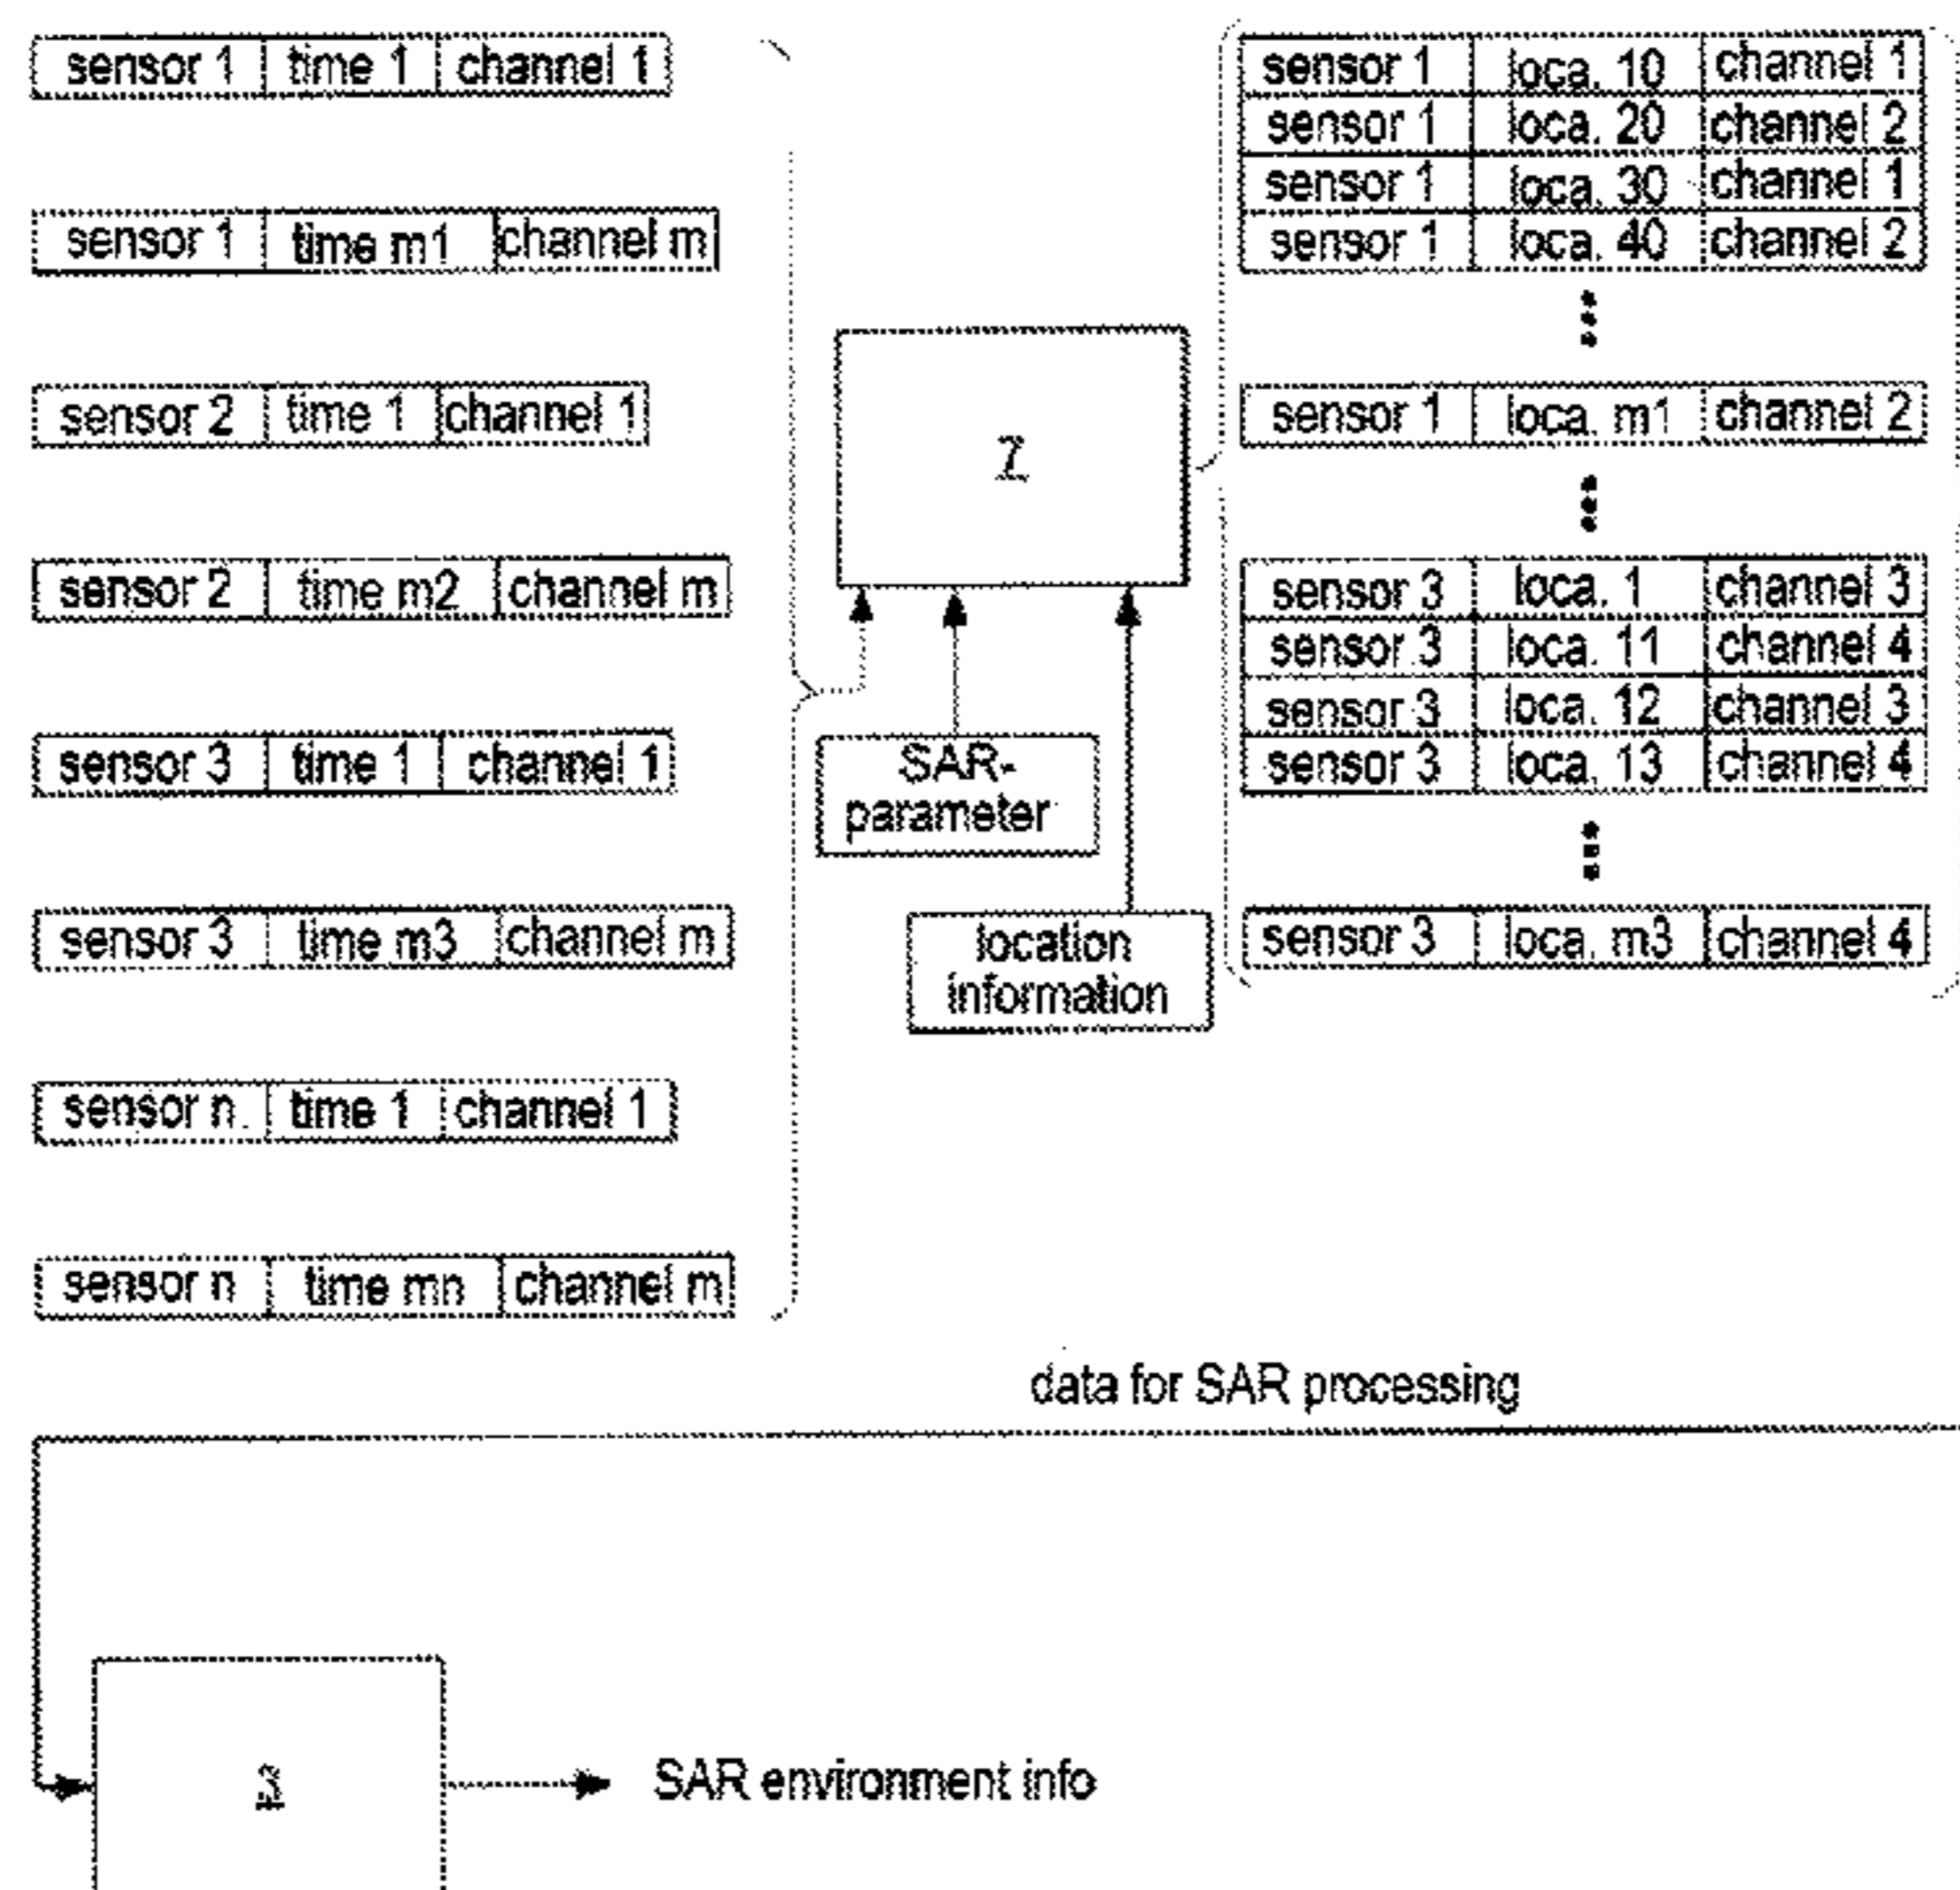 sensor 1 time 1 channel 1
sensor 1 time m1 channel m
sensor 2 time 1 channel 1
sensor 2 time m2 channel m
sensor 3 time 1 channel 1
sensor 3 time m3 channel m
sensor n time 1 channel 1
sensor n time mn channel m
7
SAR-
parameter
location
information
sensor 1 loca. 10 channel 1
sensor 1 loca. 20 channel 2
sensor 1 loca. 30 channel 1
sensor 1 loca. 40 channel 2
sensor 1 loca. m1 channel 2
sensor 3 loca. 1 channel 3
sensor 3 loca. 11 channel 4
sensor 3 loca. 12 channel 3
sensor 3 loca. 13 channel 4
sensor 3 loca. m3 channel 4
data for SAR processing
3
SAR environment info